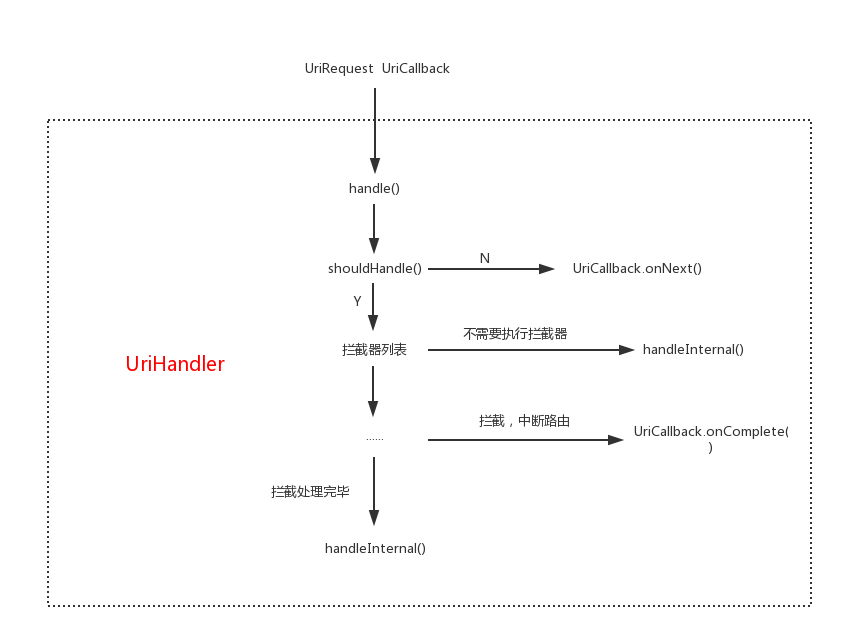 UriRequest UriCallback
handle()
N
shouldHandle()
UriCallback.onNext()
Y
不需要执行拦截器
拦截器列表
handleInternal()
UriHandler
拦截，中断路由
UriCallback.onComplete(
)
......
拦截处理完毕
handleInternal()